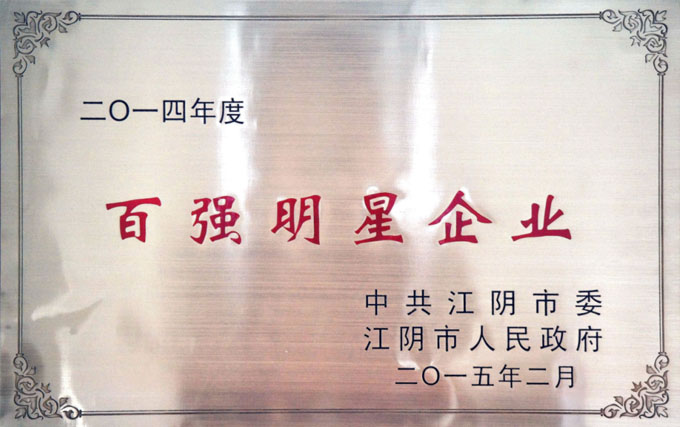 二〇一四年度
百强明星企业
中共江阴市委
江阴市人民政府
二〇一五年二月